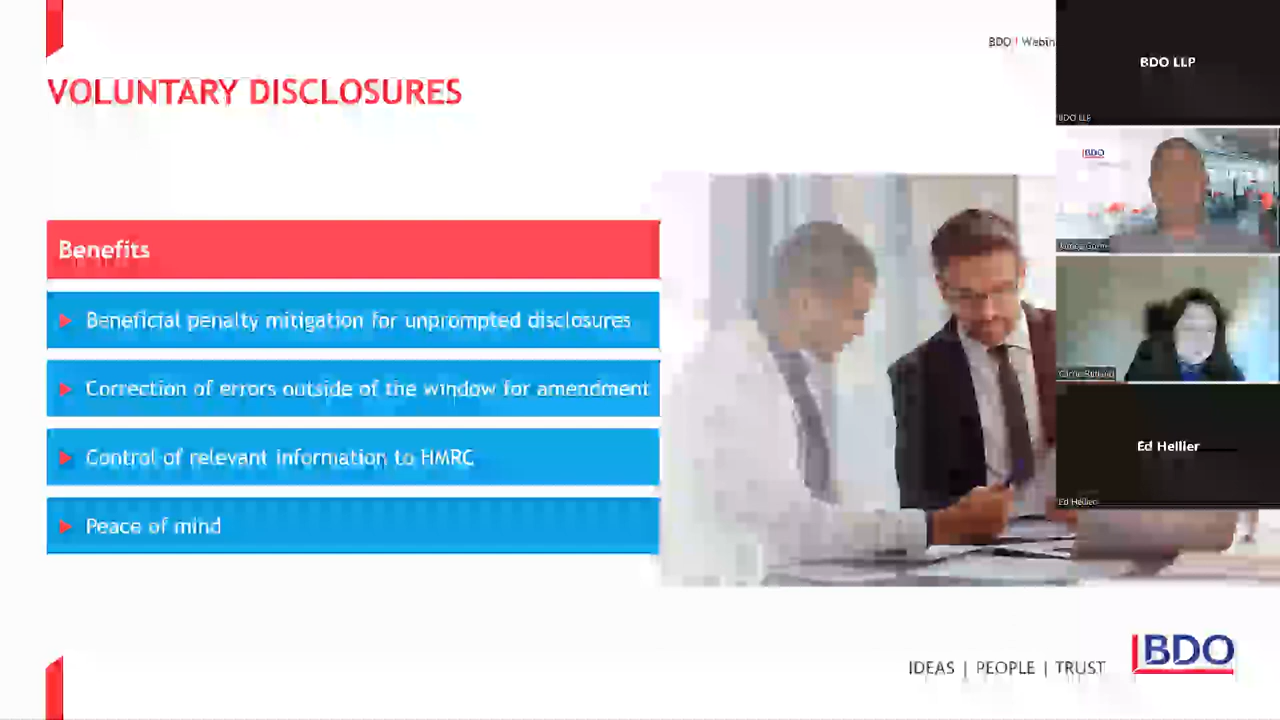 BDO | Webin
BDO LLP
BDO LLP
VOLUNTARY DISCLOSURES
BDO
Benefits
Beneficial penalty mitigation for unprompted disclosures
Correction of errors outside of the window for amendment
Control of relevant information to HMRC
Peace of mind
Ed Hellier
Ed Hellier
IDEAS | PEOPLE | TRUST
BDO